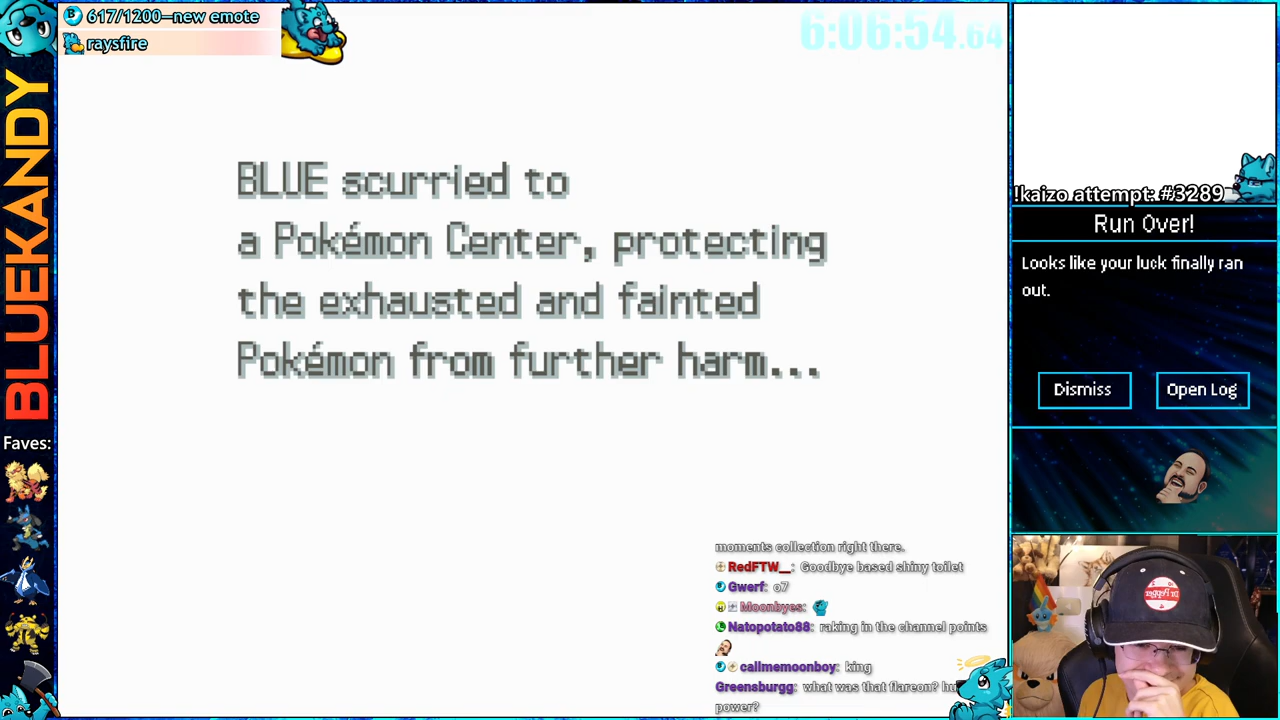 617/1200—new emote
raysfire
6:06:54.64
BLUEKANDY
Faves:
BLUE scurried to
a Pokémon Center, protecting
the exhausted and fainted
Pokémon from further harm...
!kaizo attempt: #3289
Run Over!
Looks like your luck finally ran
out.
Dismiss
Open Log
moments collection right there.
RedFTW__: Goodbye based shiny toilet
Gwerf: o7
Moonbyes:
Natopotato88: raking in the channel points
callmemoonboy: king
Greensburgg: what was that flareon?
power?